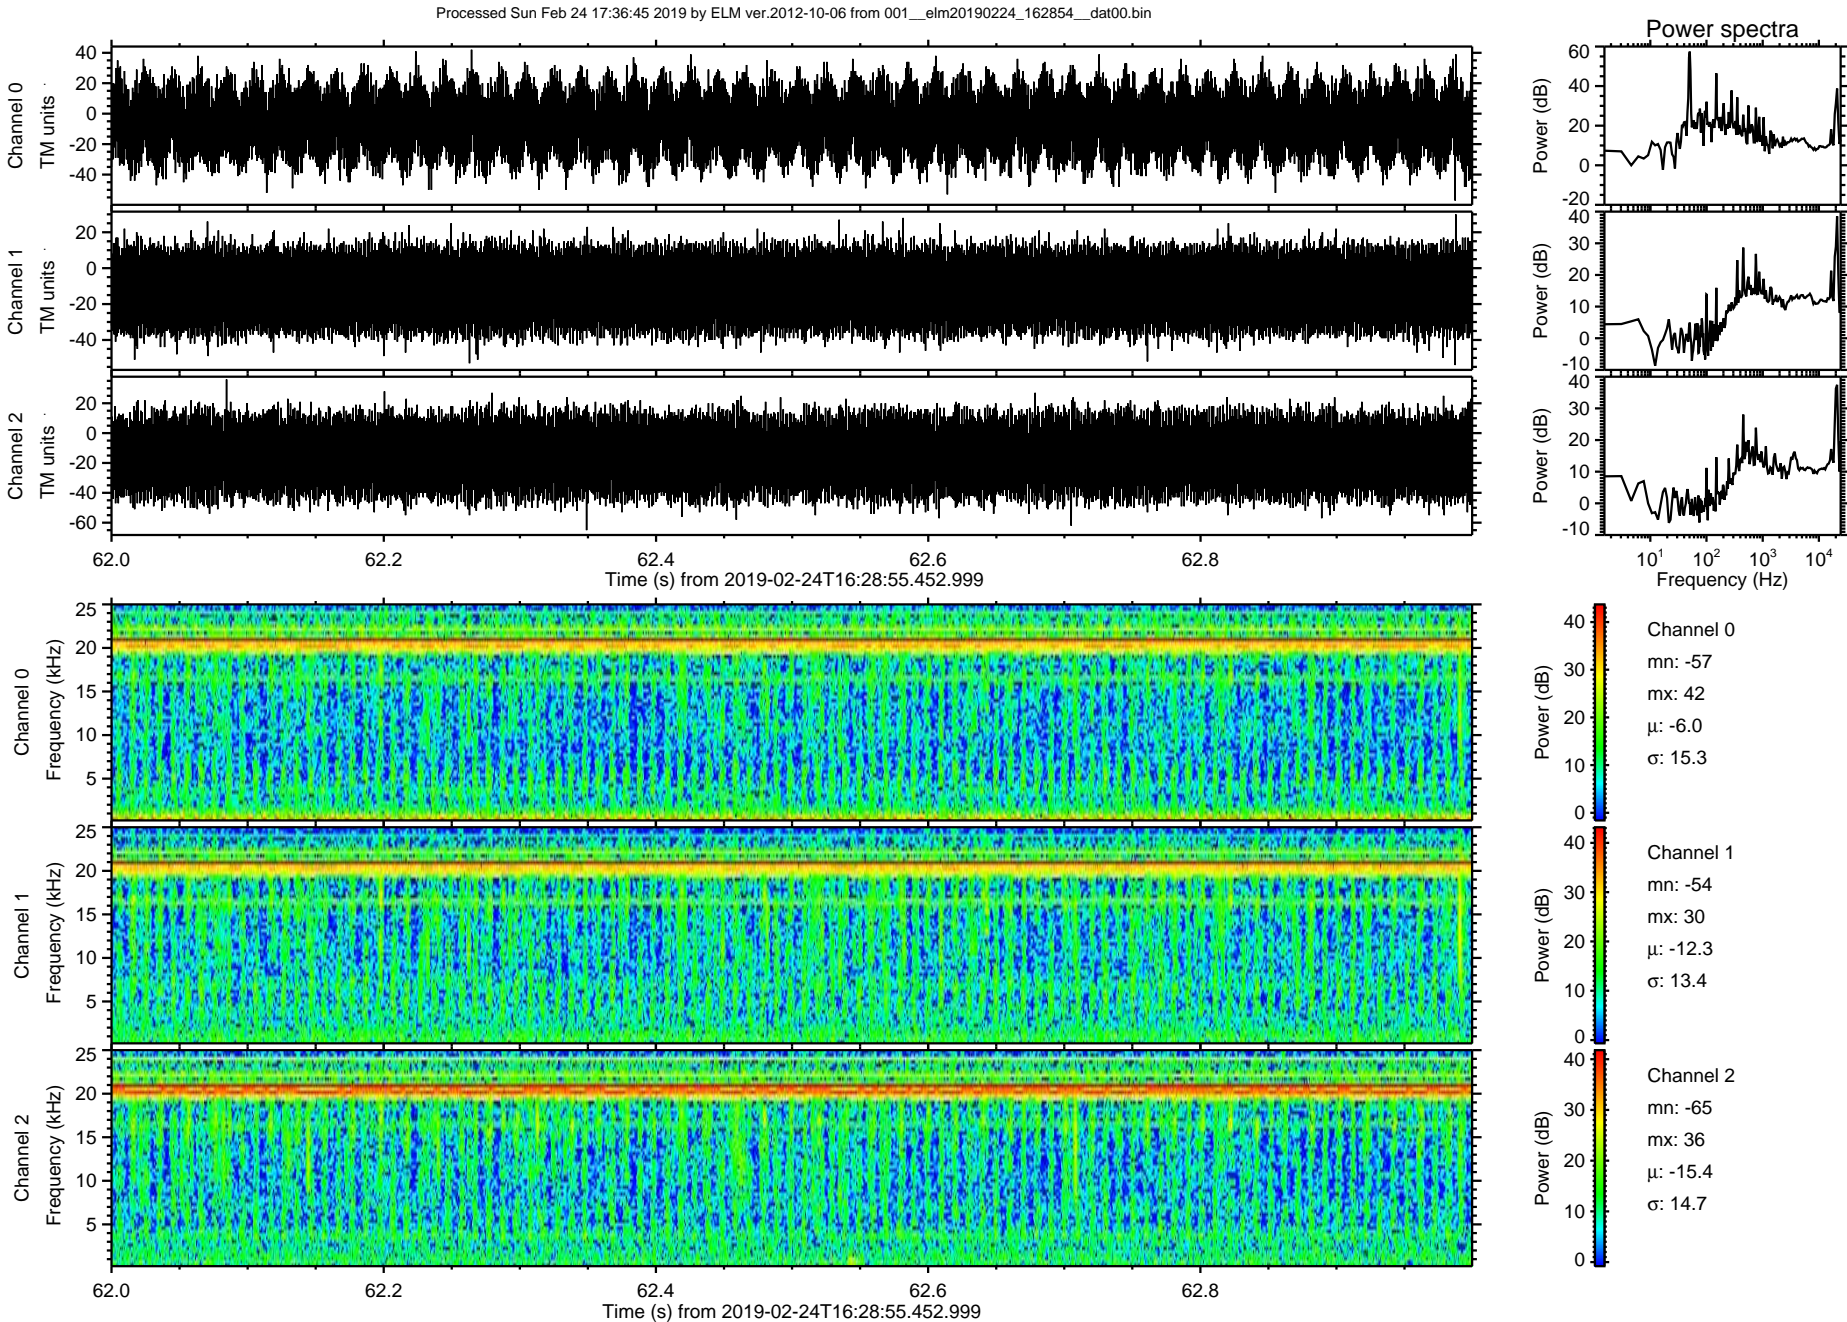 Processed Sun Feb 24 17:36:45 2019 by ELM ver.2012-10-06 from 001__elm20190224_162854__dat00.bin
Power spectra
Channel 0
TM units
40
20
0
-20
-40
Power (dB)
60
40
20
0
-20
Channel 1
TM units
20
0
-20
-40
Power (dB)
40
30
20
10
0
-10
Channel 2
TM units
20
0
-20
-40
-60
Power (dB)
40
30
20
10
0
-10
62.0 62.2 62.4 62.6 62.8
Time (s) from 2019-02-24T16:28:55.452.999
10^1 10^2 10^3 10^4
Frequency (Hz)
Channel 0
Frequency (kHz)
25
20
15
10
5
Power (dB)
40
30
20
10
0
Channel 0
mn: -57
mx: 42
μ: -6.0
σ: 15.3
Channel 1
Frequency (kHz)
25
20
15
10
5
Power (dB)
40
30
20
10
0
Channel 1
mn: -54
mx: 30
μ: -12.3
σ: 13.4
Channel 2
Frequency (kHz)
25
20
15
10
5
Power (dB)
40
30
20
10
0
Channel 2
mn: -65
mx: 36
μ: -15.4
σ: 14.7
62.0 62.2 62.4 62.6 62.8
Time (s) from 2019-02-24T16:28:55.452.999